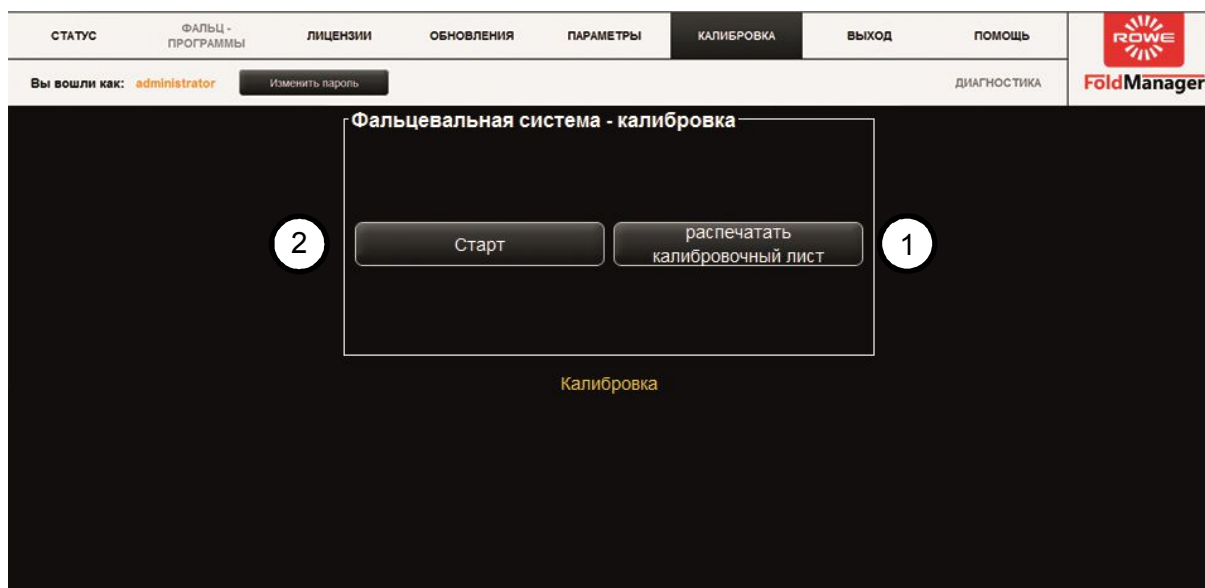 СТАТУС
ФАЛЬЦ -
ПРОГРАММЫ
ЛИЦЕНЗИИ
ОБНОВЛЕНИЯ
ПАРАМЕТРЫ
КАЛИБРОВКА
ВЫХОД
ПОМОЩЬ
ROWE
Вы вошли как: administrator
Изменить пароль
ДИАГНОСТИКА
FoldManager
Фальцевальная система - калибровка
2
Старт
распечатать
калибровочный лист
1
Калибровка